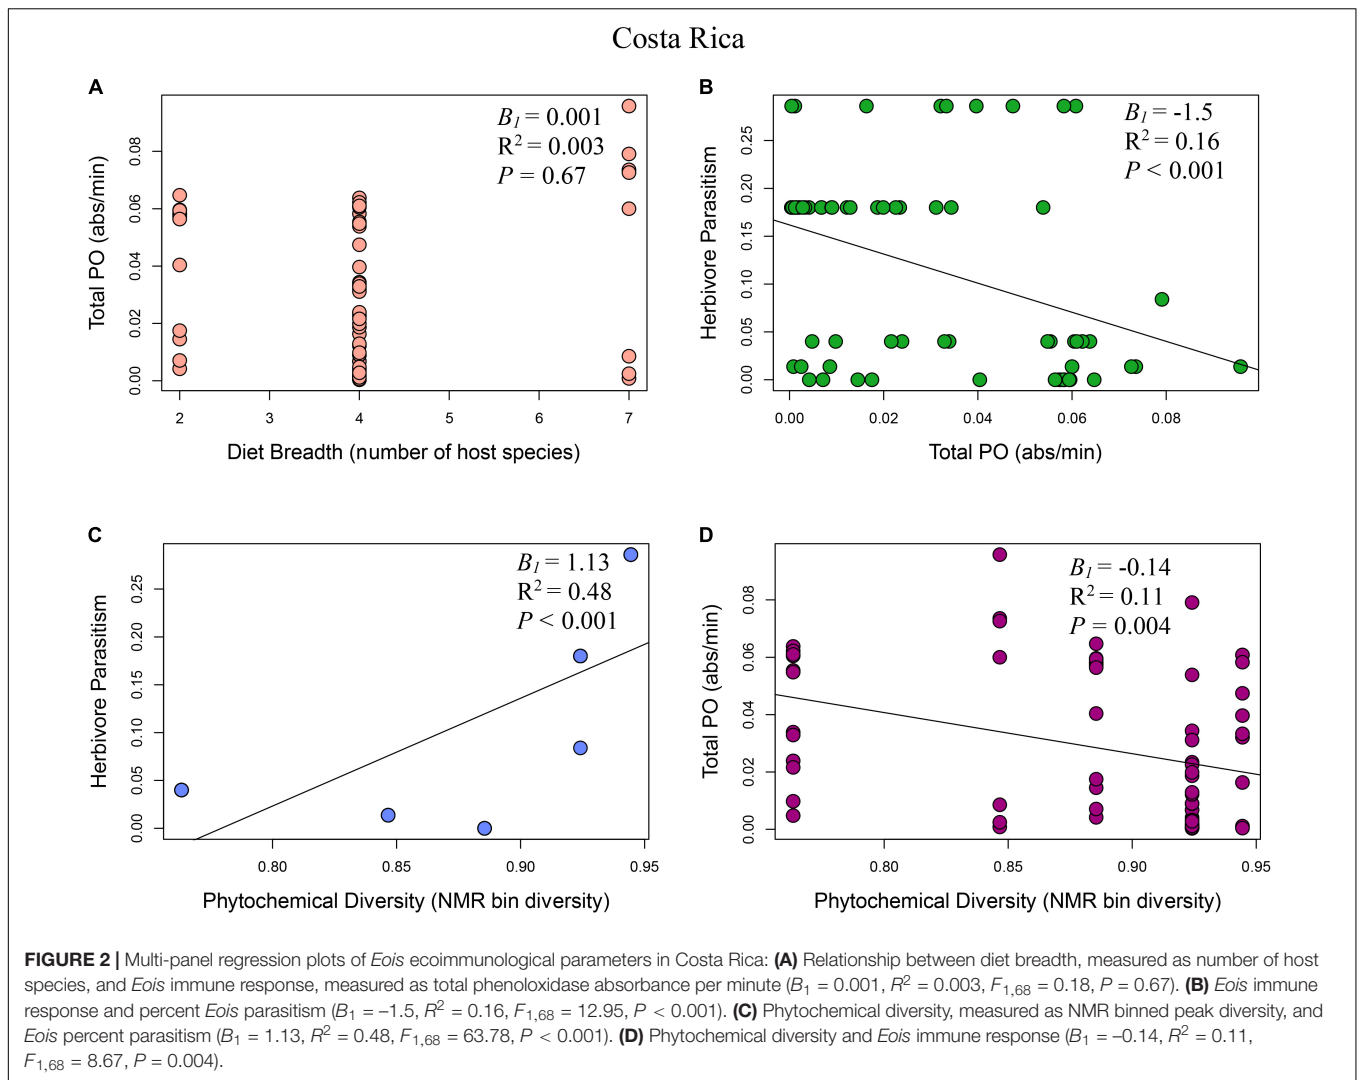 Costa Rica
A
B₁ = 0.001
R² = 0.003
P = 0.67
Total PO (abs/min)
0.00
0.02
0.04
0.06
0.08
2
3
4
5
6
7
Diet Breadth (number of host species)
B
B₁ = -1.5
R² = 0.16
P < 0.001
Herbivore Parasitism
0.00
0.05
0.10
0.15
0.20
0.25
0.00
0.02
0.04
0.06
0.08
Total PO (abs/min)
C
B₁ = 1.13
R² = 0.48
P < 0.001
Herbivore Parasitism
0.00
0.05
0.10
0.15
0.20
0.25
0.80
0.85
0.90
0.95
Phytochemical Diversity (NMR bin diversity)
D
B₁ = -0.14
R² = 0.11
P = 0.004
Total PO (abs/min)
0.00
0.02
0.04
0.06
0.08
0.80
0.85
0.90
0.95
Phytochemical Diversity (NMR bin diversity)
FIGURE 2 | Multi-panel regression plots of Eois ecoimmunological parameters in Costa Rica: (A) Relationship between diet breadth, measured as number of host
species, and Eois immune response, measured as total phenoloxidase absorbance per minute (B₁ = 0.001, R² = 0.003, F₁,₆₈ = 0.18, P = 0.67). (B) Eois immune
response and percent Eois parasitism (B₁ = –1.5, R² = 0.16, F₁,₆₈ = 12.95, P < 0.001). (C) Phytochemical diversity, measured as NMR binned peak diversity, and
Eois percent parasitism (B₁ = 1.13, R² = 0.48, F₁,₆₈ = 63.78, P < 0.001). (D) Phytochemical diversity and Eois immune response (B₁ = –0.14, R² = 0.11,
F₁,₆₈ = 8.67, P = 0.004).